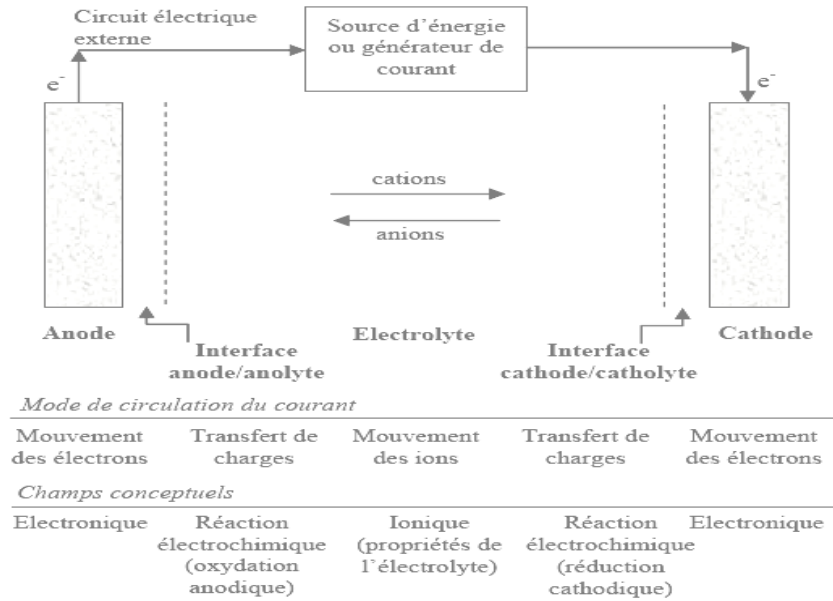 Circuit électrique
externe
Source d'énergie
ou générateur de
courant
e-
e-
cations
anions
Anode
Electrolyte
Cathode
Interface
anode/anolyte
Interface
cathode/catholyte
Mode de circulation du courant
Mouvement des électrons
Transfert de charges
Mouvement des ions
Transfert de charges
Mouvement des électrons
Champs conceptuels
Electronique
Réaction électrochimique (oxydation anodique)
Ionique (propriétés de l'électrolyte)
Réaction électrochimique (réduction cathodique)
Electronique